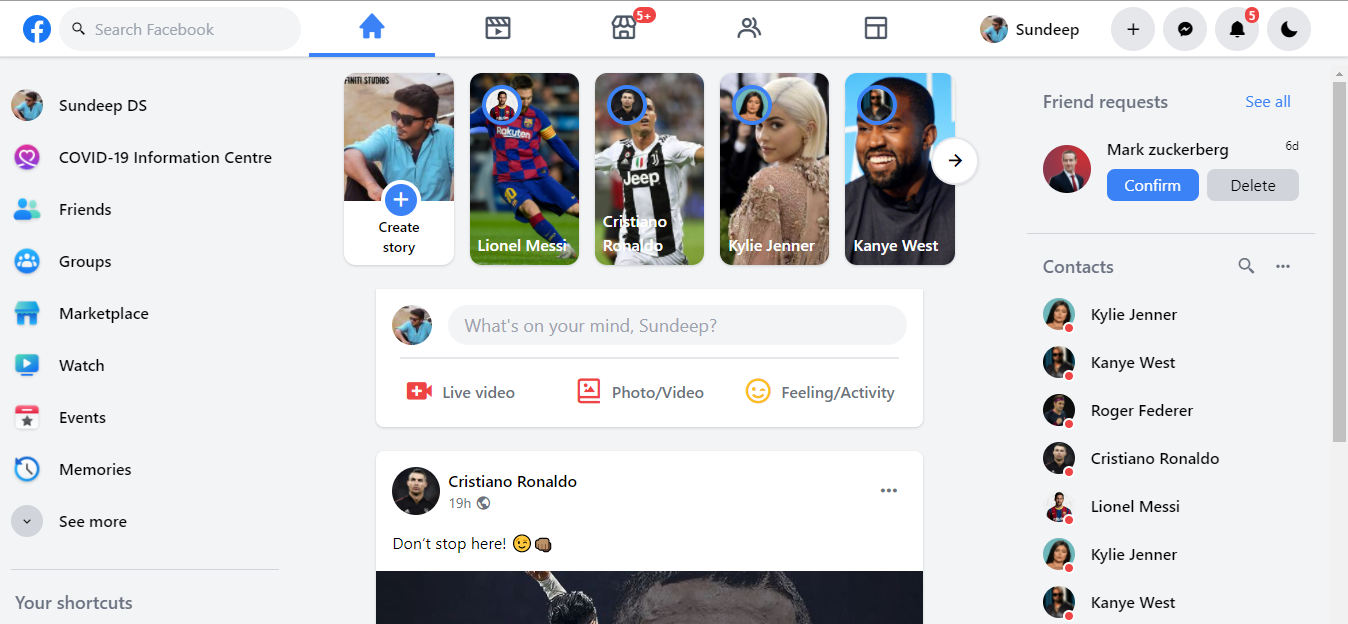 Search Facebook
5+
Sundeep
5
Sundeep DS
COVID-19 Information Centre
Friends
Groups
Marketplace
Watch
Events
Memories
See more
Your shortcuts
FINITI STUDIOS
Create
story
Rakuten
Lionel Messi
Jeep
Cristiano
Ronaldo
Kylie Jenner
Kanye West
What's on your mind, Sundeep?
Live video
Photo/Video
Feeling/Activity
Cristiano Ronaldo
19h
Don't stop here! 😉👊🏽
Friend requests
See all
Mark zuckerberg
6d
Confirm
Delete
Contacts
Kylie Jenner
Kanye West
Roger Federer
Cristiano Ronaldo
Lionel Messi
Kylie Jenner
Kanye West